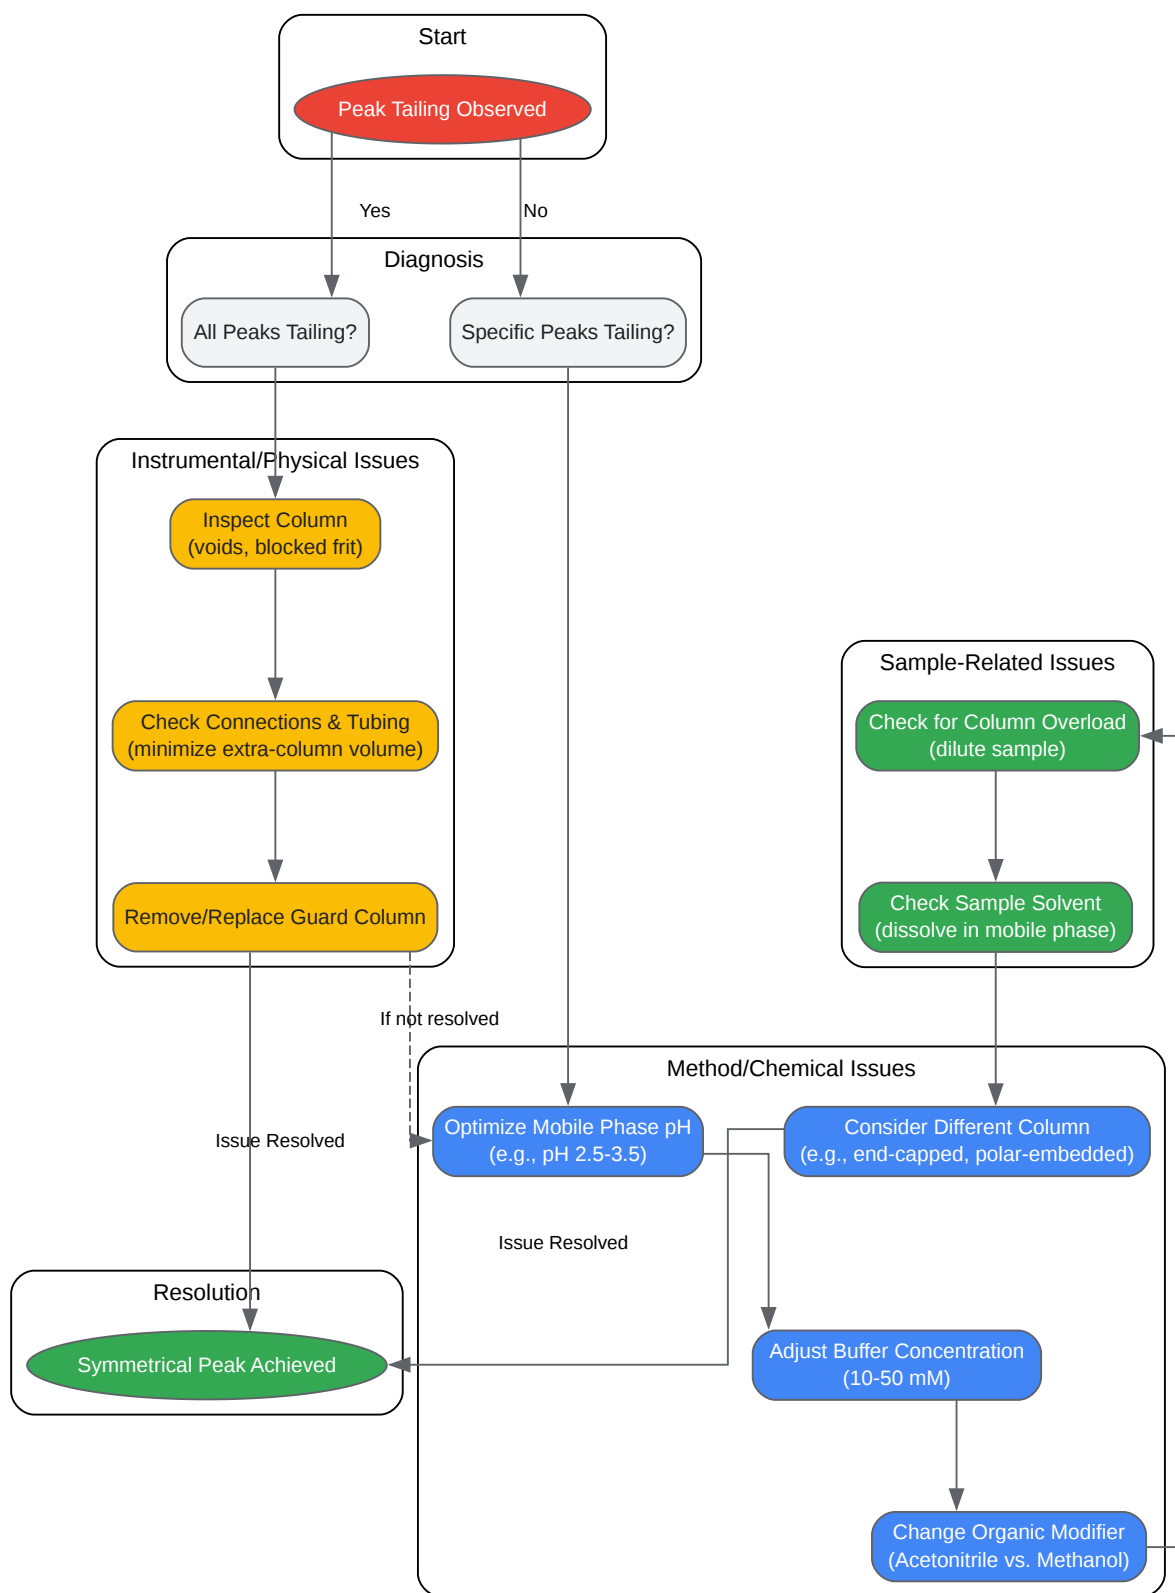 Start
Peak Tailing Observed
Yes
No
Diagnosis
All Peaks Tailing?
Specific Peaks Tailing?
Instrumental/Physical Issues
Inspect Column
(voids, blocked frit)
Check Connections & Tubing
(minimize extra-column volume)
Remove/Replace Guard Column
Sample-Related Issues
Check for Column Overload
(dilute sample)
Check Sample Solvent
(dissolve in mobile phase)
If not resolved
Method/Chemical Issues
Optimize Mobile Phase pH
(e.g., pH 2.5-3.5)
Consider Different Column
(e.g., end-capped, polar-embedded)
Issue Resolved
Issue Resolved
Resolution
Symmetrical Peak Achieved
Adjust Buffer Concentration
(10-50 mM)
Change Organic Modifier
(Acetonitrile vs. Methanol)